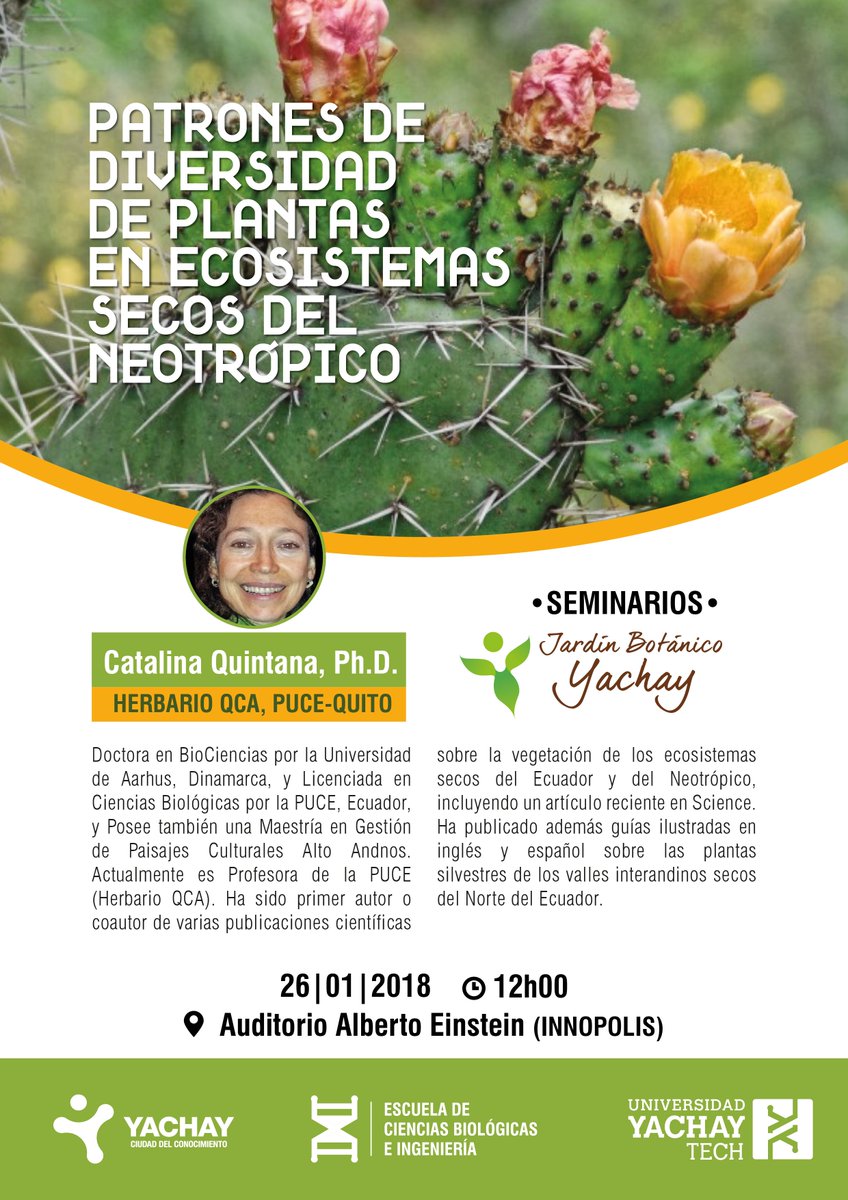 PATRONES DE
DIVERSIDAD
DE PLANTAS
EN ECOSISTEMAS
SECOS DEL
NEOTRÓPICO
Catalina Quintana, Ph.D.
HERBARIO QCA, PUCE-QUITO
•SEMINARIOS•
Jardín Botánico
Yachay
Doctora en BioCiencias por la Universidad
de Aarhus, Dinamarca, y Licenciada en
Ciencias Biológicas por la PUCE, Ecuador,
y Posee también una Maestría en Gestión
de Paisajes Culturales Alto Andnos.
Actualmente es Profesora de la PUCE
(Herbario QCA). Ha sido primer autor o
coautor de varias publicaciones científicas
sobre la vegetación de los ecosistemas
secos del Ecuador y del Neotrópico,
incluyendo un artículo reciente en Science.
Ha publicado además guías ilustradas en
inglés y español sobre las plantas
silvestres de los valles interandinos secos
del Norte del Ecuador.
26|01|2018 12h00
Auditorio Alberto Einstein (INNOPOLIS)
YACHAY
CIUDAD DEL CONOCIMIENTO
ESCUELA DE
CIENCIAS BIOLÓGICAS
E INGENIERÍA
UNIVERSIDAD
YACHAY
TECH